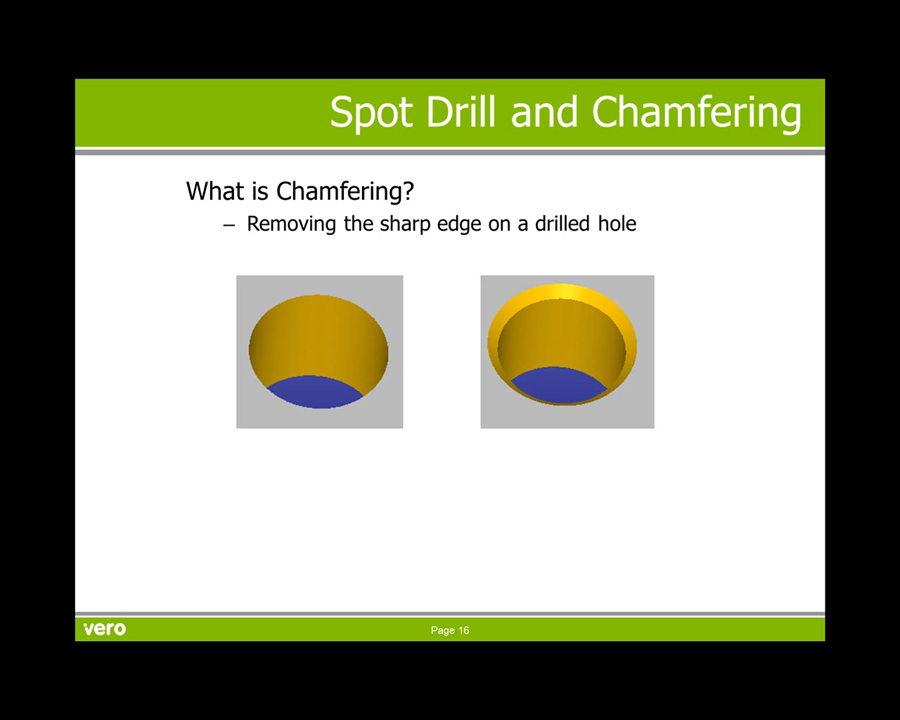 Spot Drill and Chamfering
What is Chamfering?
– Removing the sharp edge on a drilled hole
vero
Page 16